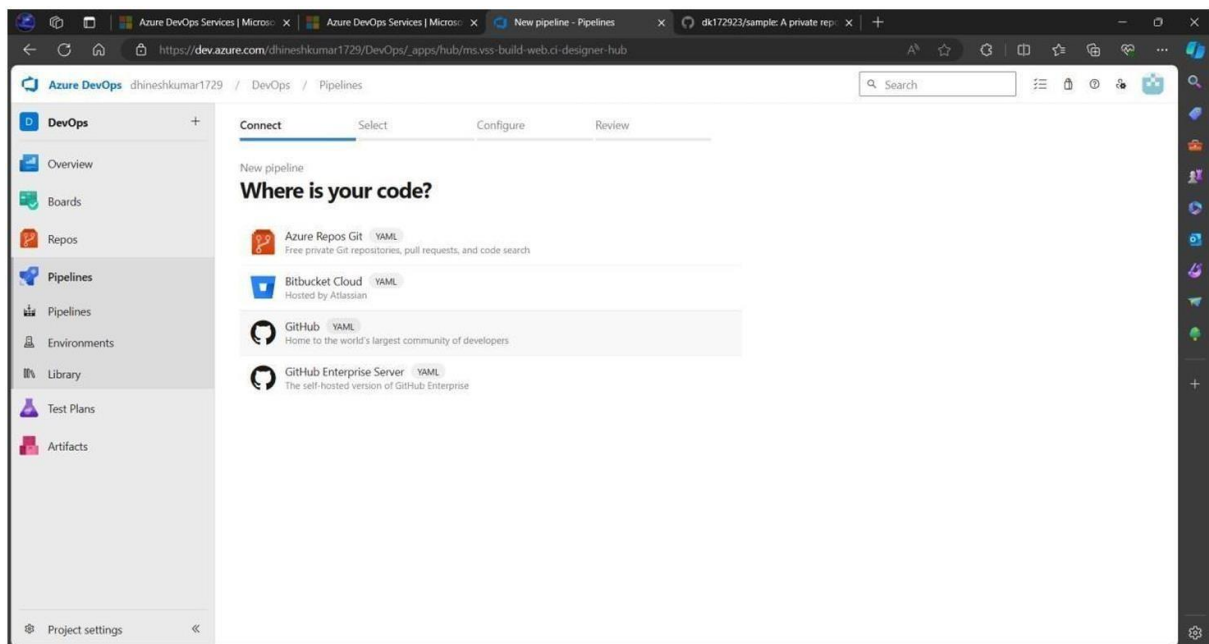 Azure DevOps Services | Microso
Azure DevOps Services | Microso
New pipeline - Pipelines
dk172923/sample: A private repo
https://dev.azure.com/dhineshkumar1729/DevOps/_apps/hub/ms.vss-build-web.ci-designer-hub
Azure DevOps dhineshkumar1729 / DevOps / Pipelines
Search
D DevOps +
Overview
Boards
Repos
Pipelines
Pipelines
Environments
Library
Test Plans
Artifacts
Project settings
Connect Select Configure Review
New pipeline
Where is your code?
Azure Repos Git YAML
Free private Git repositories, pull requests, and code search
Bitbucket Cloud YAML
Hosted by Atlassian
GitHub YAML
Home to the world's largest community of developers
GitHub Enterprise Server YAML
The self-hosted version of GitHub Enterprise